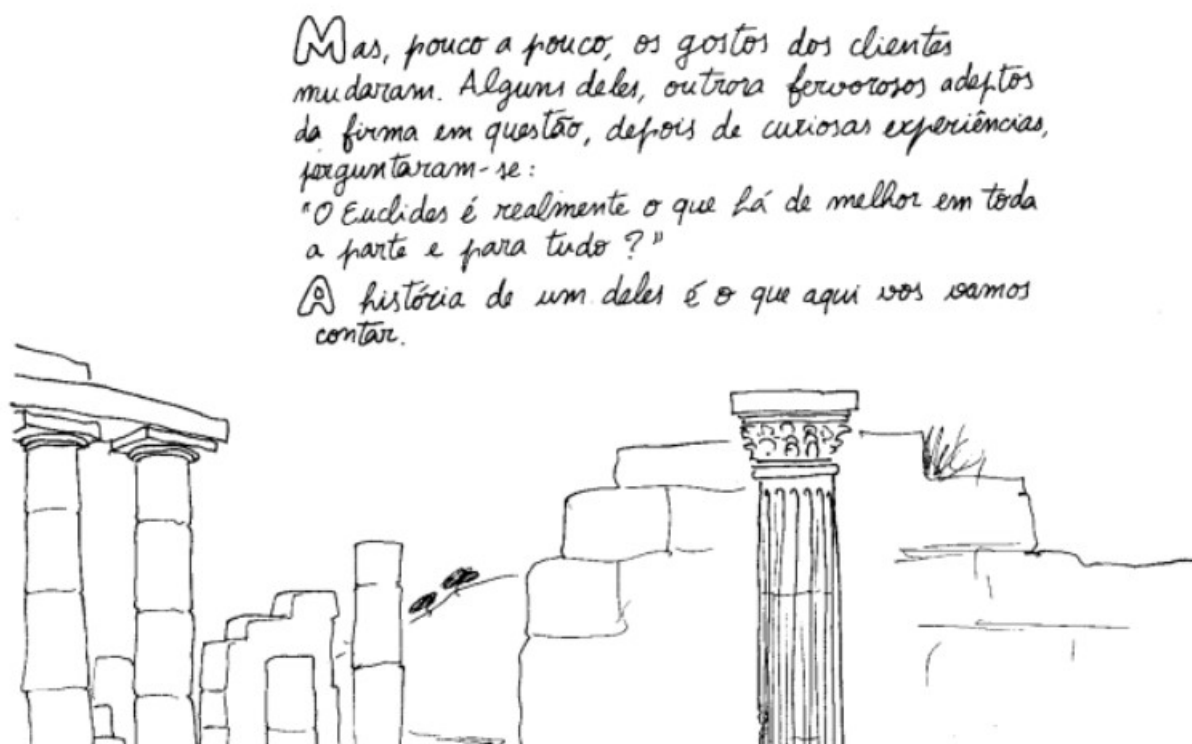 Mas, pouco a pouco, os gostos dos clientes
mudaram. Alguns deles, outrora fervorosos adeptos
da firma em questão, depois de curiosas experiências,
perguntaram-se:
"O Euclides é realmente o que há de melhor em toda
a parte e para tudo?"
A história de um deles é o que aqui vos vamos
contar.